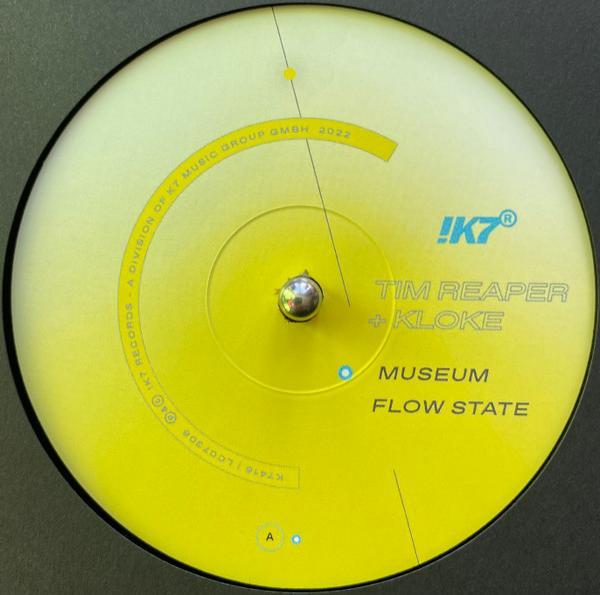 K7416 | LC07306 ℗&© !K7 RECORDS - A DIVISION OF K7 MUSIC GROUP GMBH 2022
!K7®
TIM REAPER
+ KLOKE
MUSEUM
FLOW STATE
A